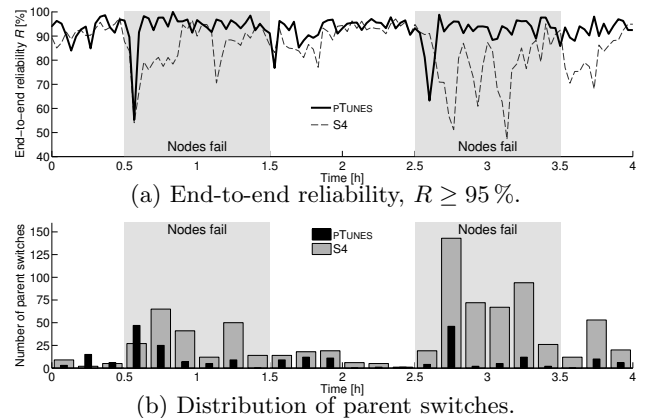 End-to-end reliability R [%]
100
90
80
70
60
50
40
pTunes
S4
Nodes fail
Nodes fail
0 0.5 1 1.5 2 2.5 3 3.5 4
Time [h]
(a) End-to-end reliability, R ≥ 95 %.
Number of parent switches
150
125
100
75
50
25
0
Nodes fail
pTunes
S4
Nodes fail
0 0.5 1 1.5 2 2.5 3 3.5 4
Time [h]
(b) Distribution of parent switches.